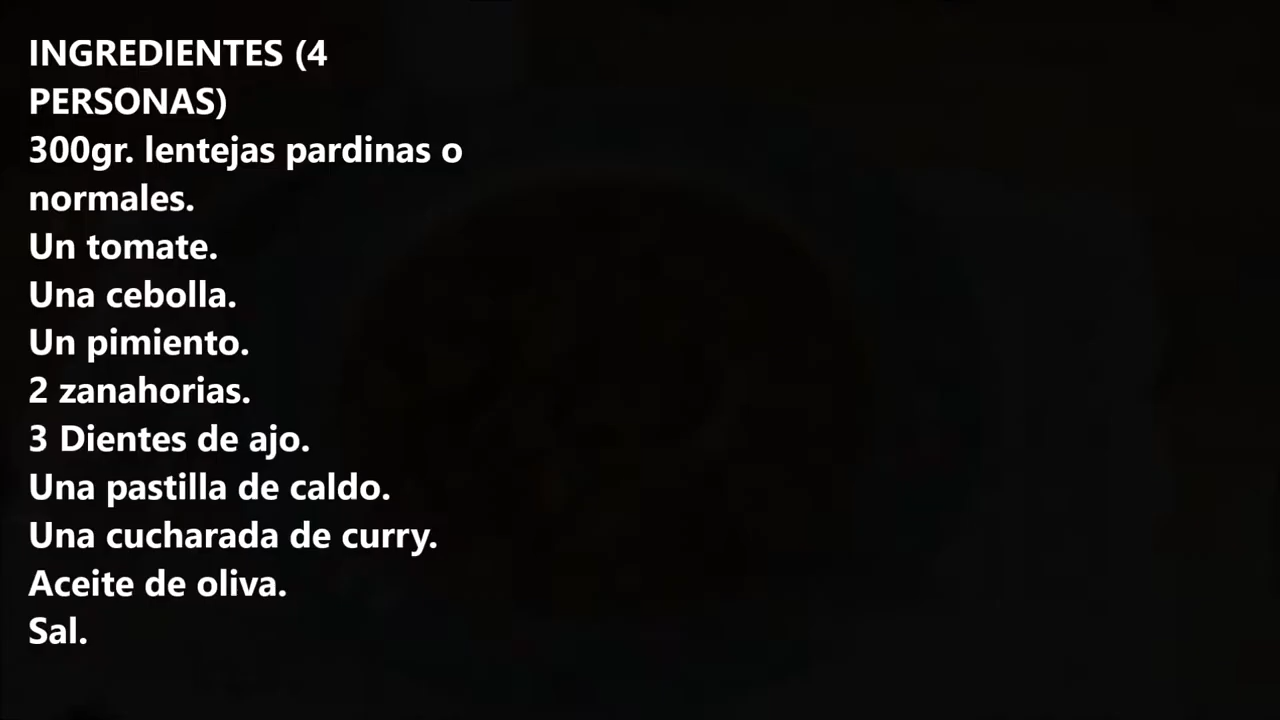 INGREDIENTES (4
PERSONAS)
300gr. lentejas pardinas o
normales.
Un tomate.
Una cebolla.
Un pimiento.
2 zanahorias.
3 Dientes de ajo.
Una pastilla de caldo.
Una cucharada de curry.
Aceite de oliva.
Sal.